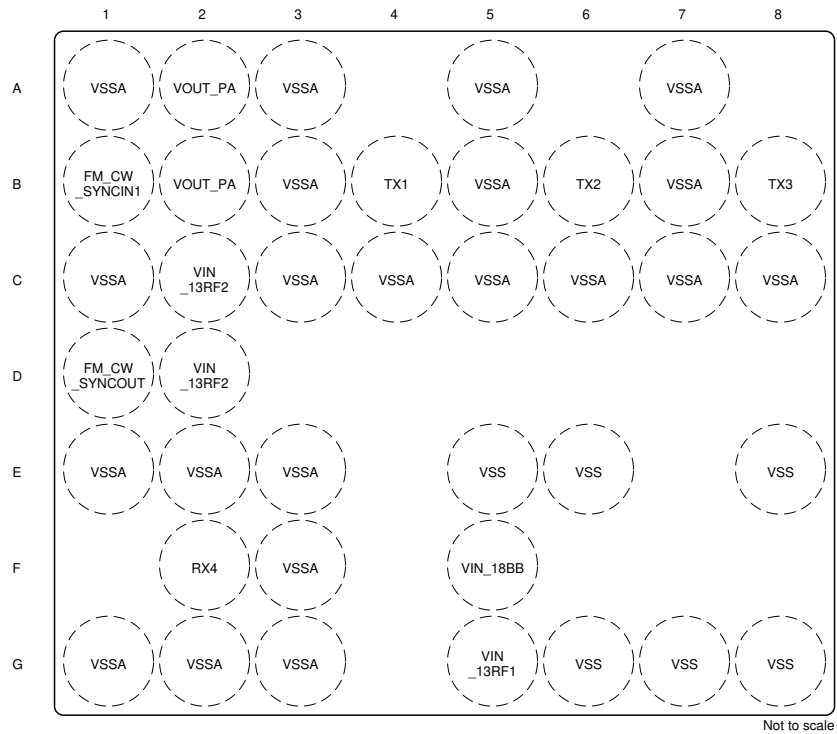 1 2 3 4 5 6 7 8
A VSSA VOUT_PA VSSA VSSA VSSA
B FM_CW
_SYNCIN1 VOUT_PA VSSA TX1 VSSA TX2 VSSA TX3
C VSSA VIN
_13RF2 VSSA VSSA VSSA VSSA VSSA VSSA
D FM_CW
_SYNCOUT VIN
_13RF2
E VSSA VSSA VSSA VSS VSS VSS
F RX4 VSSA VIN_18BB
G VSSA VSSA VSSA VIN
_13RF1 VSS VSS VSS
Not to scale